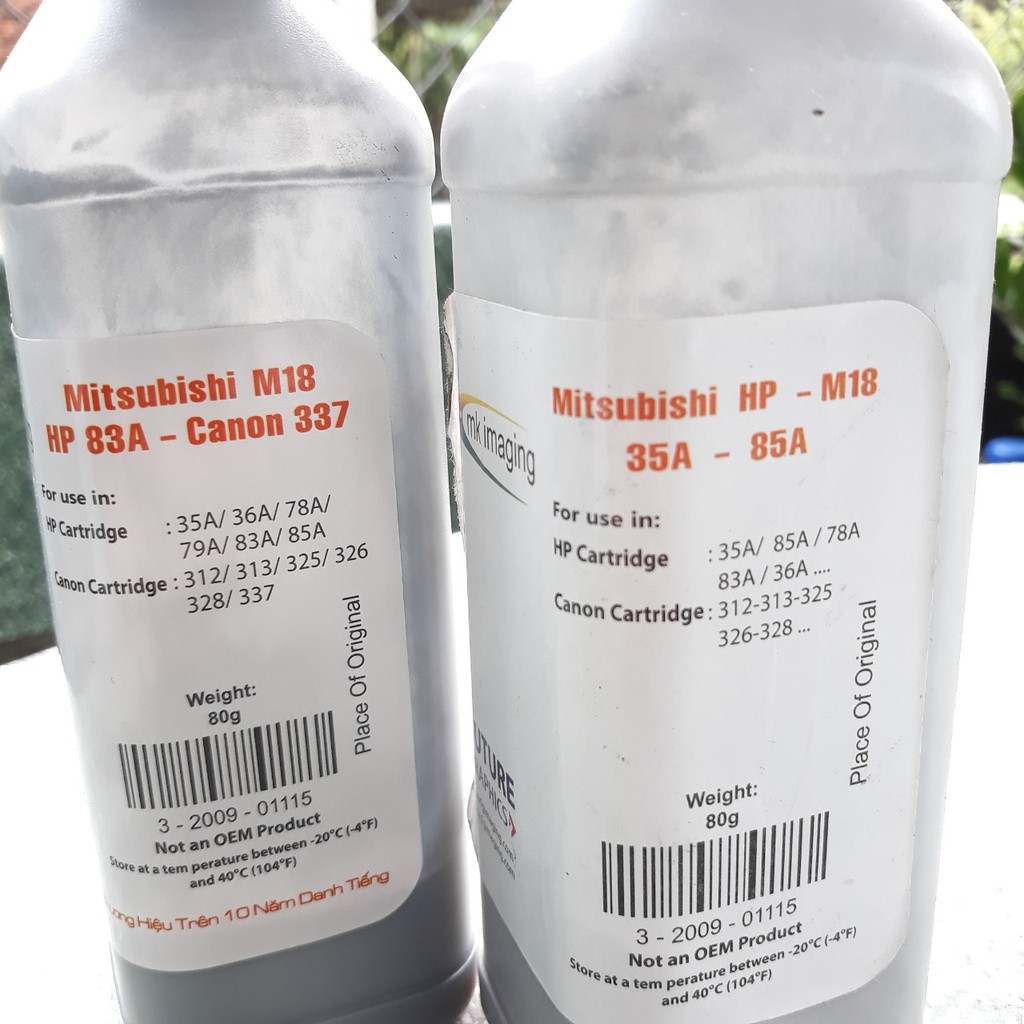 Mitsubishi M18
HP 83A - Canon 337
For use in:
HP Cartridge : 35A/ 36A/ 78A/
79A/ 83A/ 85A
Canon Cartridge : 312/ 313/ 325/ 326
328/ 337
Place Of Original
Weight:
80g
3 - 2009 - 01115
Not an OEM Product
Store at a tem perature between -20°C (-4°F)
and 40°C (104°F)
Hiệu Trên 10 Năm Danh Tiếng
mk imaging
Mitsubishi HP - M18
35A - 85A
For use in:
HP Cartridge : 35A/ 85A / 78A
83A / 36A ....
Canon Cartridge : 312-313-325
326-328 ...
Place Of Original
Weight:
80g
3 - 2009 - 01115
Not an OEM Product
Store at a tem perature between -20°C (-4°F)
and 40°C (104°F)